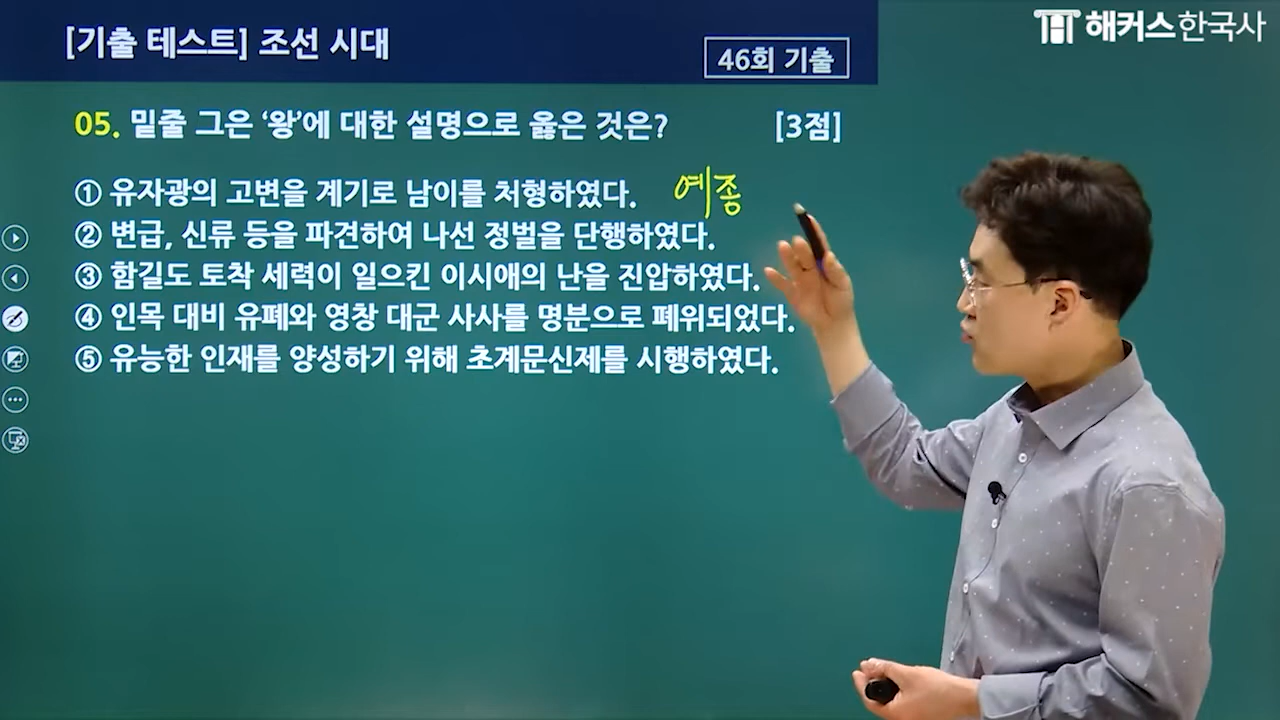 [기출 테스트] 조선 시대
46회 기출
해커스한국사
05. 밑줄 그은 ‘왕’에 대한 설명으로 옳은 것은? [3점]
① 유자광의 고변을 계기로 남이를 처형하였다. 예종
② 변급, 신류 등을 파견하여 나선 정벌을 단행하였다.
③ 함길도 토착 세력이 일으킨 이시애의 난을 진압하였다.
④ 인목 대비 유폐와 영창 대군 사사를 명분으로 폐위되었다.
⑤ 유능한 인재를 양성하기 위해 초계문신제를 시행하였다.